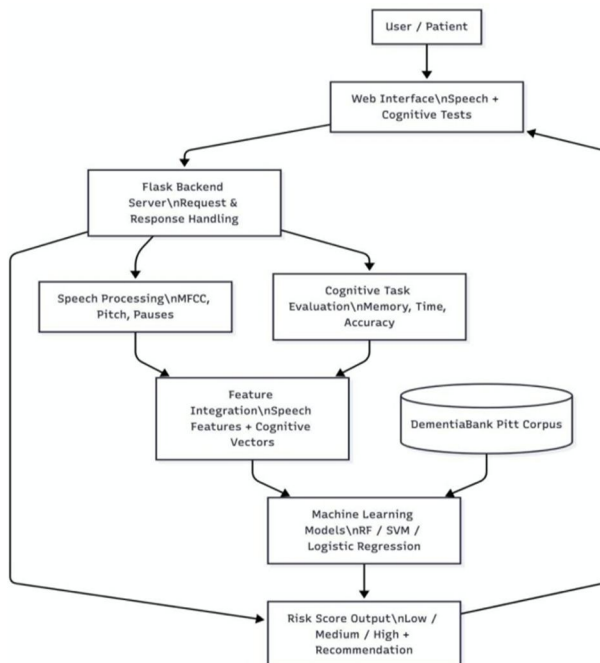 User / Patient
Web Interface\nSpeech +
Cognitive Tests
Flask Backend
Server\nRequest &
Response Handling
Speech Processing\nMFCC,
Pitch, Pauses
Cognitive Task
Evaluation\nMemory, Time,
Accuracy
Feature
Integration\nSpeech
Features + Cognitive
Vectors
DementiaBank Pitt Corpus
Machine Learning
Models\nRF / SVM /
Logistic Regression
Risk Score Output\nLow /
Medium / High +
Recommendation